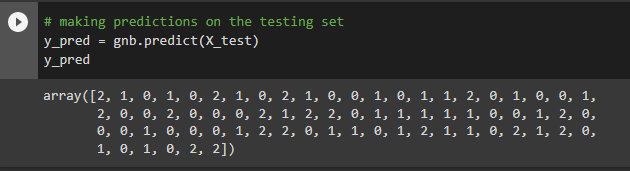 # making predictions on the testing set
y_pred = gnb.predict(X_test)
y_pred
array([2, 1, 0, 1, 0, 2, 1, 0, 2, 1, 0, 0, 1, 0, 1, 1, 2, 0, 1, 0, 0, 1,
2, 0, 0, 2, 0, 0, 0, 2, 1, 2, 2, 0, 1, 1, 1, 1, 1, 0, 0, 1, 2, 0,
0, 0, 1, 0, 0, 0, 1, 2, 2, 0, 1, 1, 0, 1, 2, 1, 1, 0, 2, 1, 2, 0,
1, 0, 1, 0, 2, 2])